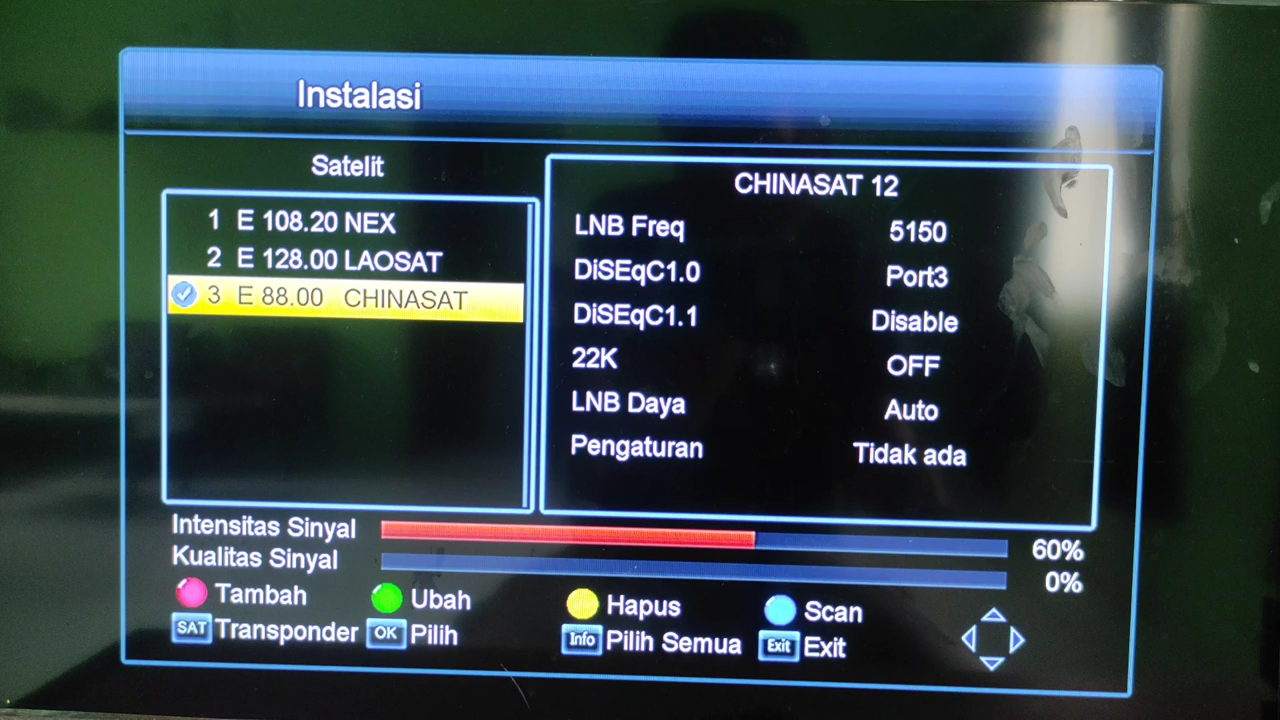 Instalasi
Satelit
1 E 108.20 NEX
2 E 128.00 LAOSAT
3 E 88.00 CHINASAT
CHINASAT 12
LNB Freq 5150
DiSEqC1.0 Port3
DiSEqC1.1 Disable
22K OFF
LNB Daya Auto
Pengaturan Tidak ada
Intensitas Sinyal 60%
Kualitas Sinyal 0%
Tambah Ubah Hapus Scan
SAT Transponder OK Pilih Info Pilih Semua Exit Exit